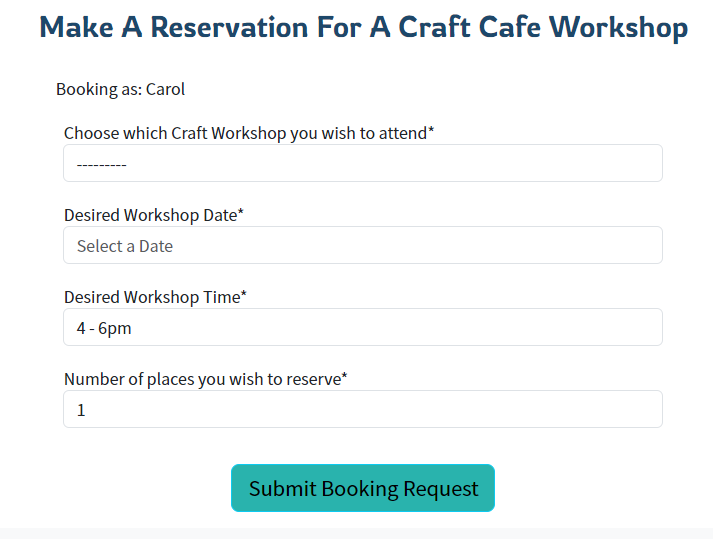 Make A Reservation For A Craft Cafe Workshop
Booking as: Carol
Choose which Craft Workshop you wish to attend*
---------
Desired Workshop Date*
Select a Date
Desired Workshop Time*
4 - 6pm
Number of places you wish to reserve*
1
Submit Booking Request